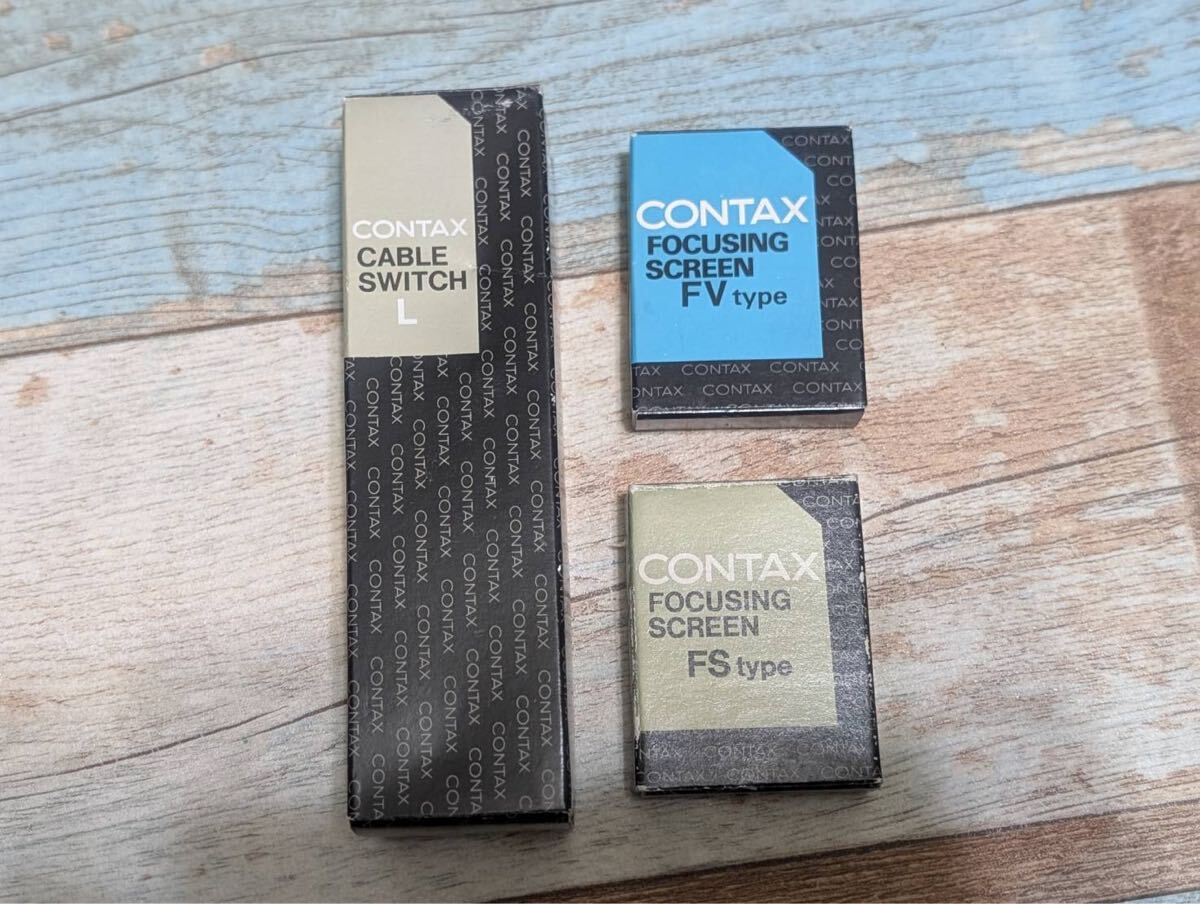 CONTAX
CABLE
SWITCH
L
CONTAX
FOCUSING
SCREEN
FV type
CONTAX
FOCUSING
SCREEN
FS type